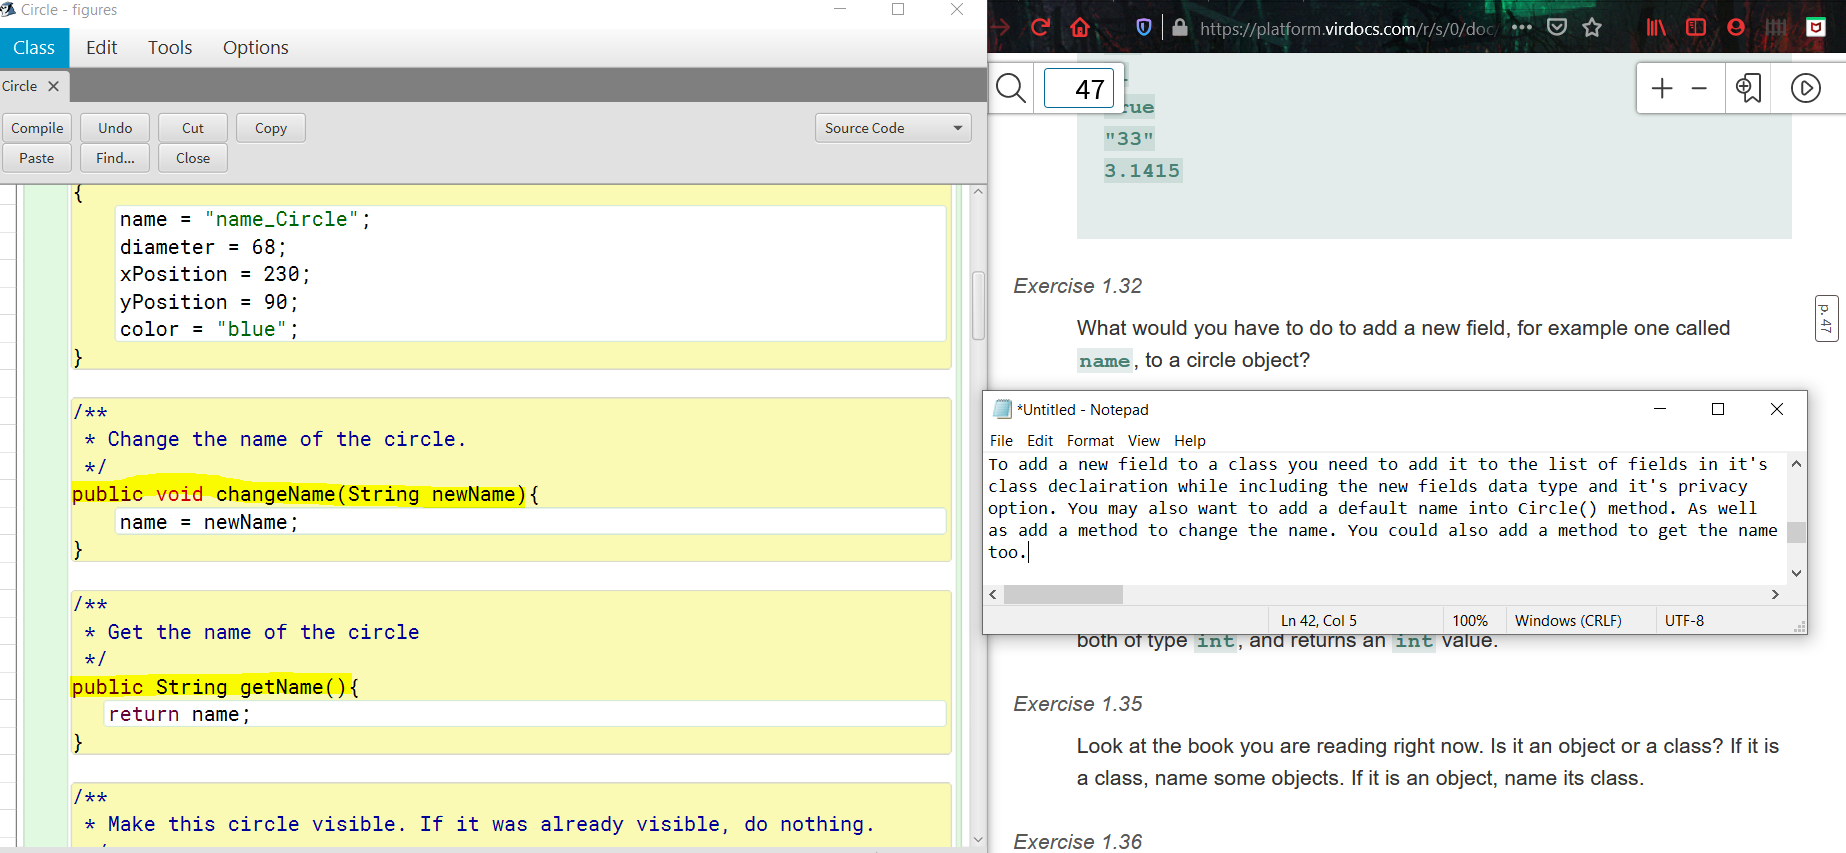 Circle - figures
Class Edit Tools Options
Circle
Compile Undo Cut Copy Source Code
Paste Find... Close
{
name = "name_Circle";
diameter = 68;
xPosition = 230;
yPosition = 90;
color = "blue";
}
/**
* Change the name of the circle.
*/
public void changeName(String newName){
name = newName;
}
/**
* Get the name of the circle
*/
public String getName(){
return name;
}
/**
* Make this circle visible. If it was already visible, do nothing.
https://platform.virdocs.com/r/s/0/doc/
47
rue
"33"
3.1415
Exercise 1.32
What would you have to do to add a new field, for example one called
name, to a circle object?
p. 47
*Untitled - Notepad
File Edit Format View Help
To add a new field to a class you need to add it to the list of fields in it's
class declairation while including the new fields data type and it's privacy
option. You may also want to add a default name into Circle() method. As well
as add a method to change the name. You could also add a method to get the name
too.
Ln 42, Col 5 100% Windows (CRLF) UTF-8
both of type int, and returns an int value.
Exercise 1.35
Look at the book you are reading right now. Is it an object or a class? If it is
a class, name some objects. If it is an object, name its class.
Exercise 1.36